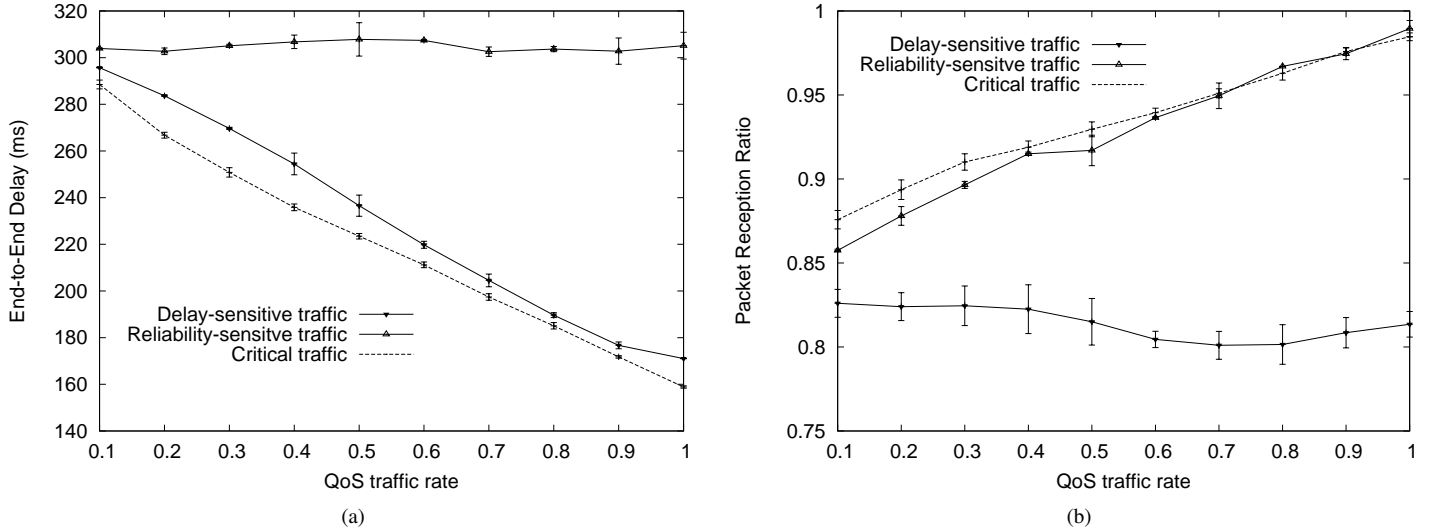 320
300
280
260
240
220
200
180
160
140
End-to-End Delay (ms)
Delay-sensitive traffic
Reliability-sensitve traffic
Critical traffic
0.1 0.2 0.3 0.4 0.5 0.6 0.7 0.8 0.9 1
QoS traffic rate
(a)
1
0.95
0.9
0.85
0.8
0.75
Packet Reception Ratio
Delay-sensitive traffic
Reliability-sensitve traffic
Critical traffic
0.1 0.2 0.3 0.4 0.5 0.6 0.7 0.8 0.9 1
QoS traffic rate
(b)